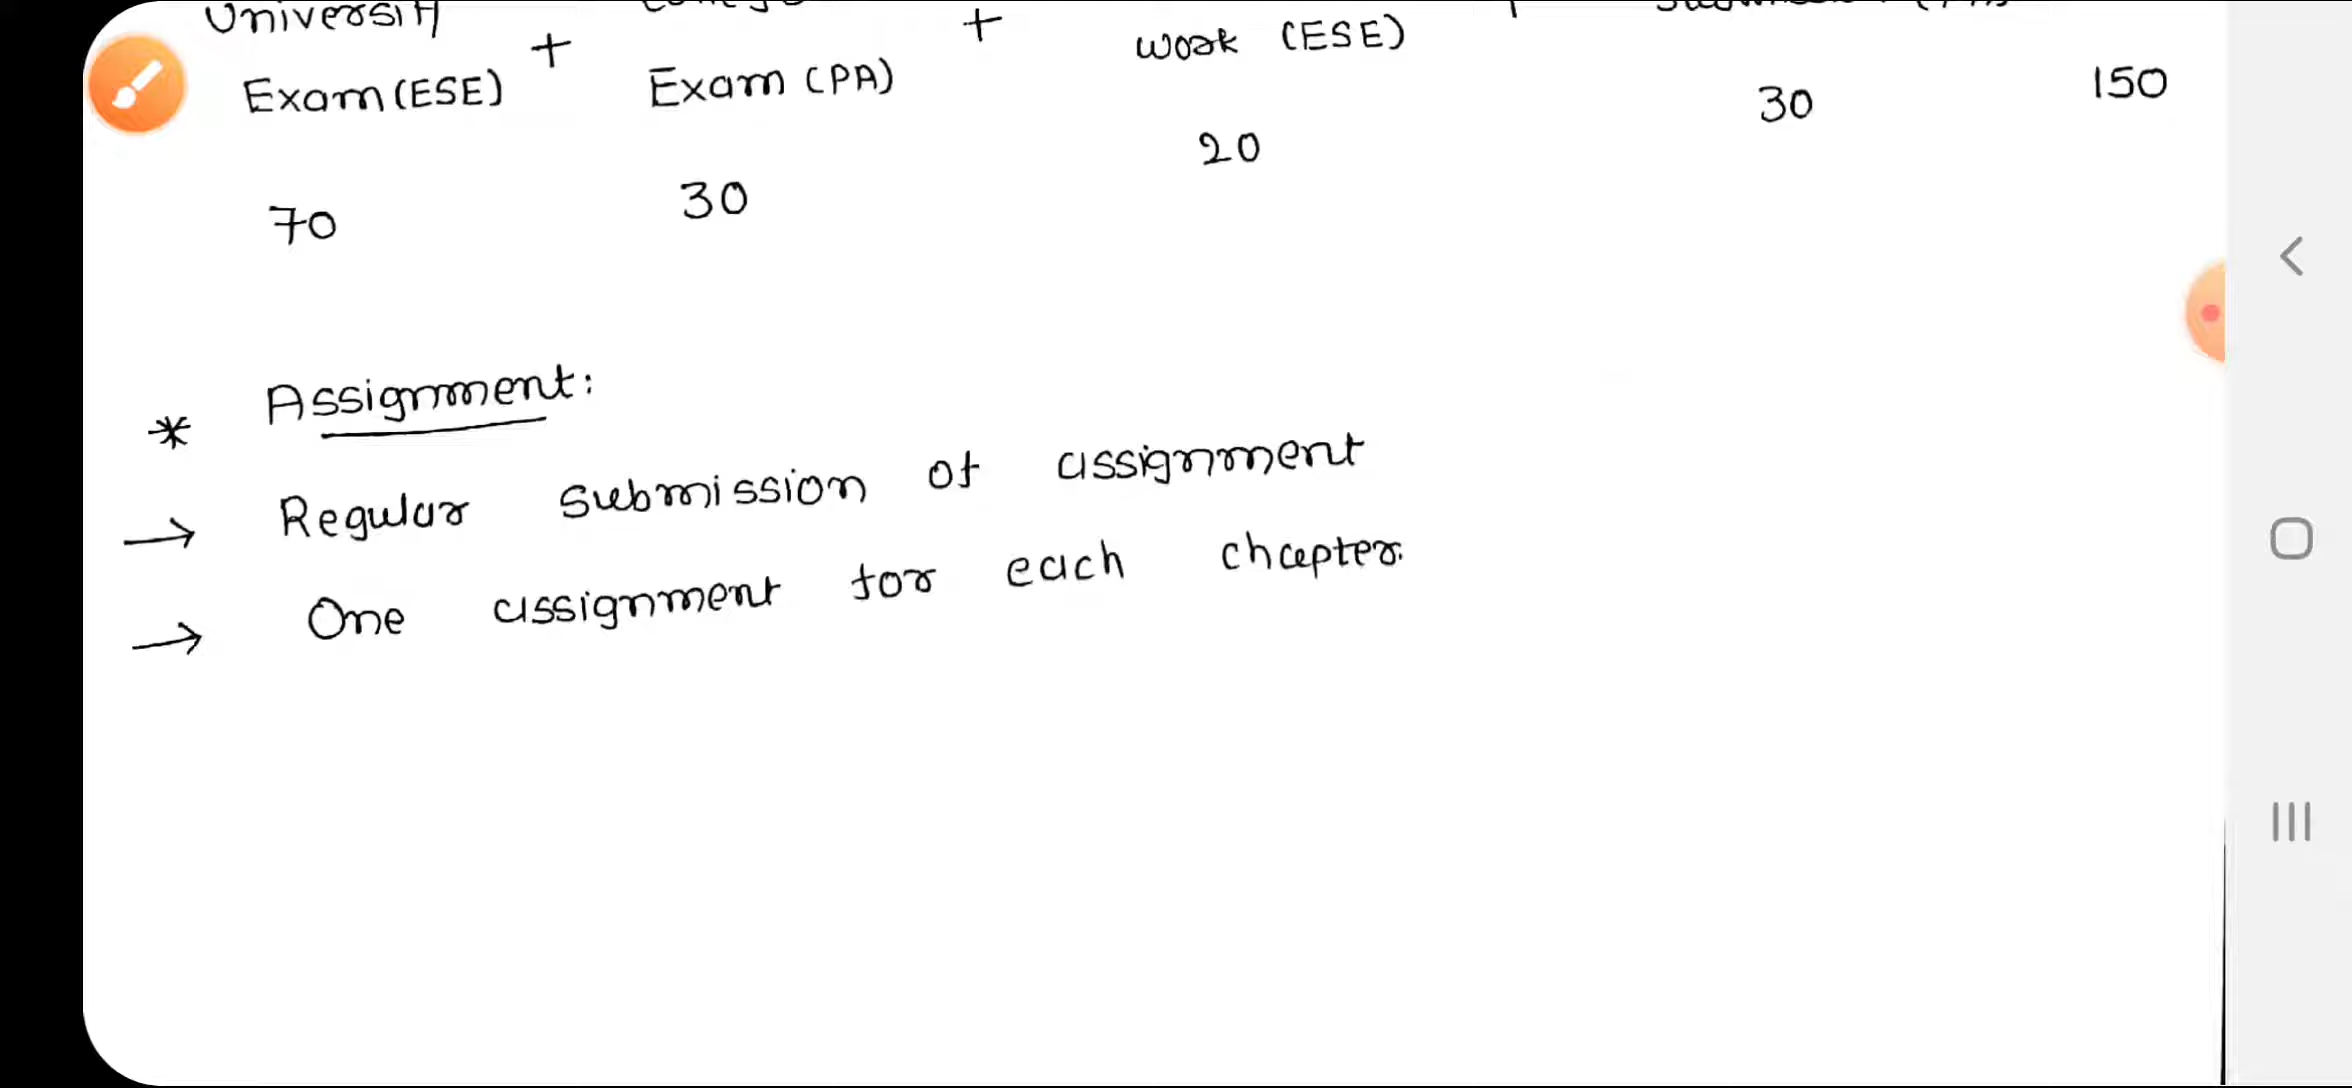 University + + work (ESE)
Exam (ESE) Exam (PA) 30 150
20
70 30
* Assignment:
→ Regular submission of assignment
→ One assignment for each chapter.